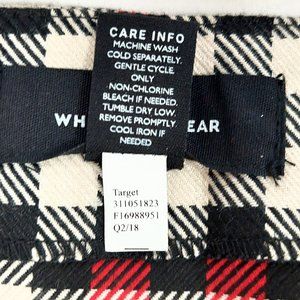 CARE INFO
MACHINE WASH
COLD SEPARATELY.
GENTLE CYCLE.
ONLY
NON-CHLORINE
BLEACH IF NEEDED.
TUMBLE DRY LOW.
REMOVE PROMPTLY.
COOL IRON IF
NEEDED
WH EAR
Target
311051823
F16988951
Q2/18